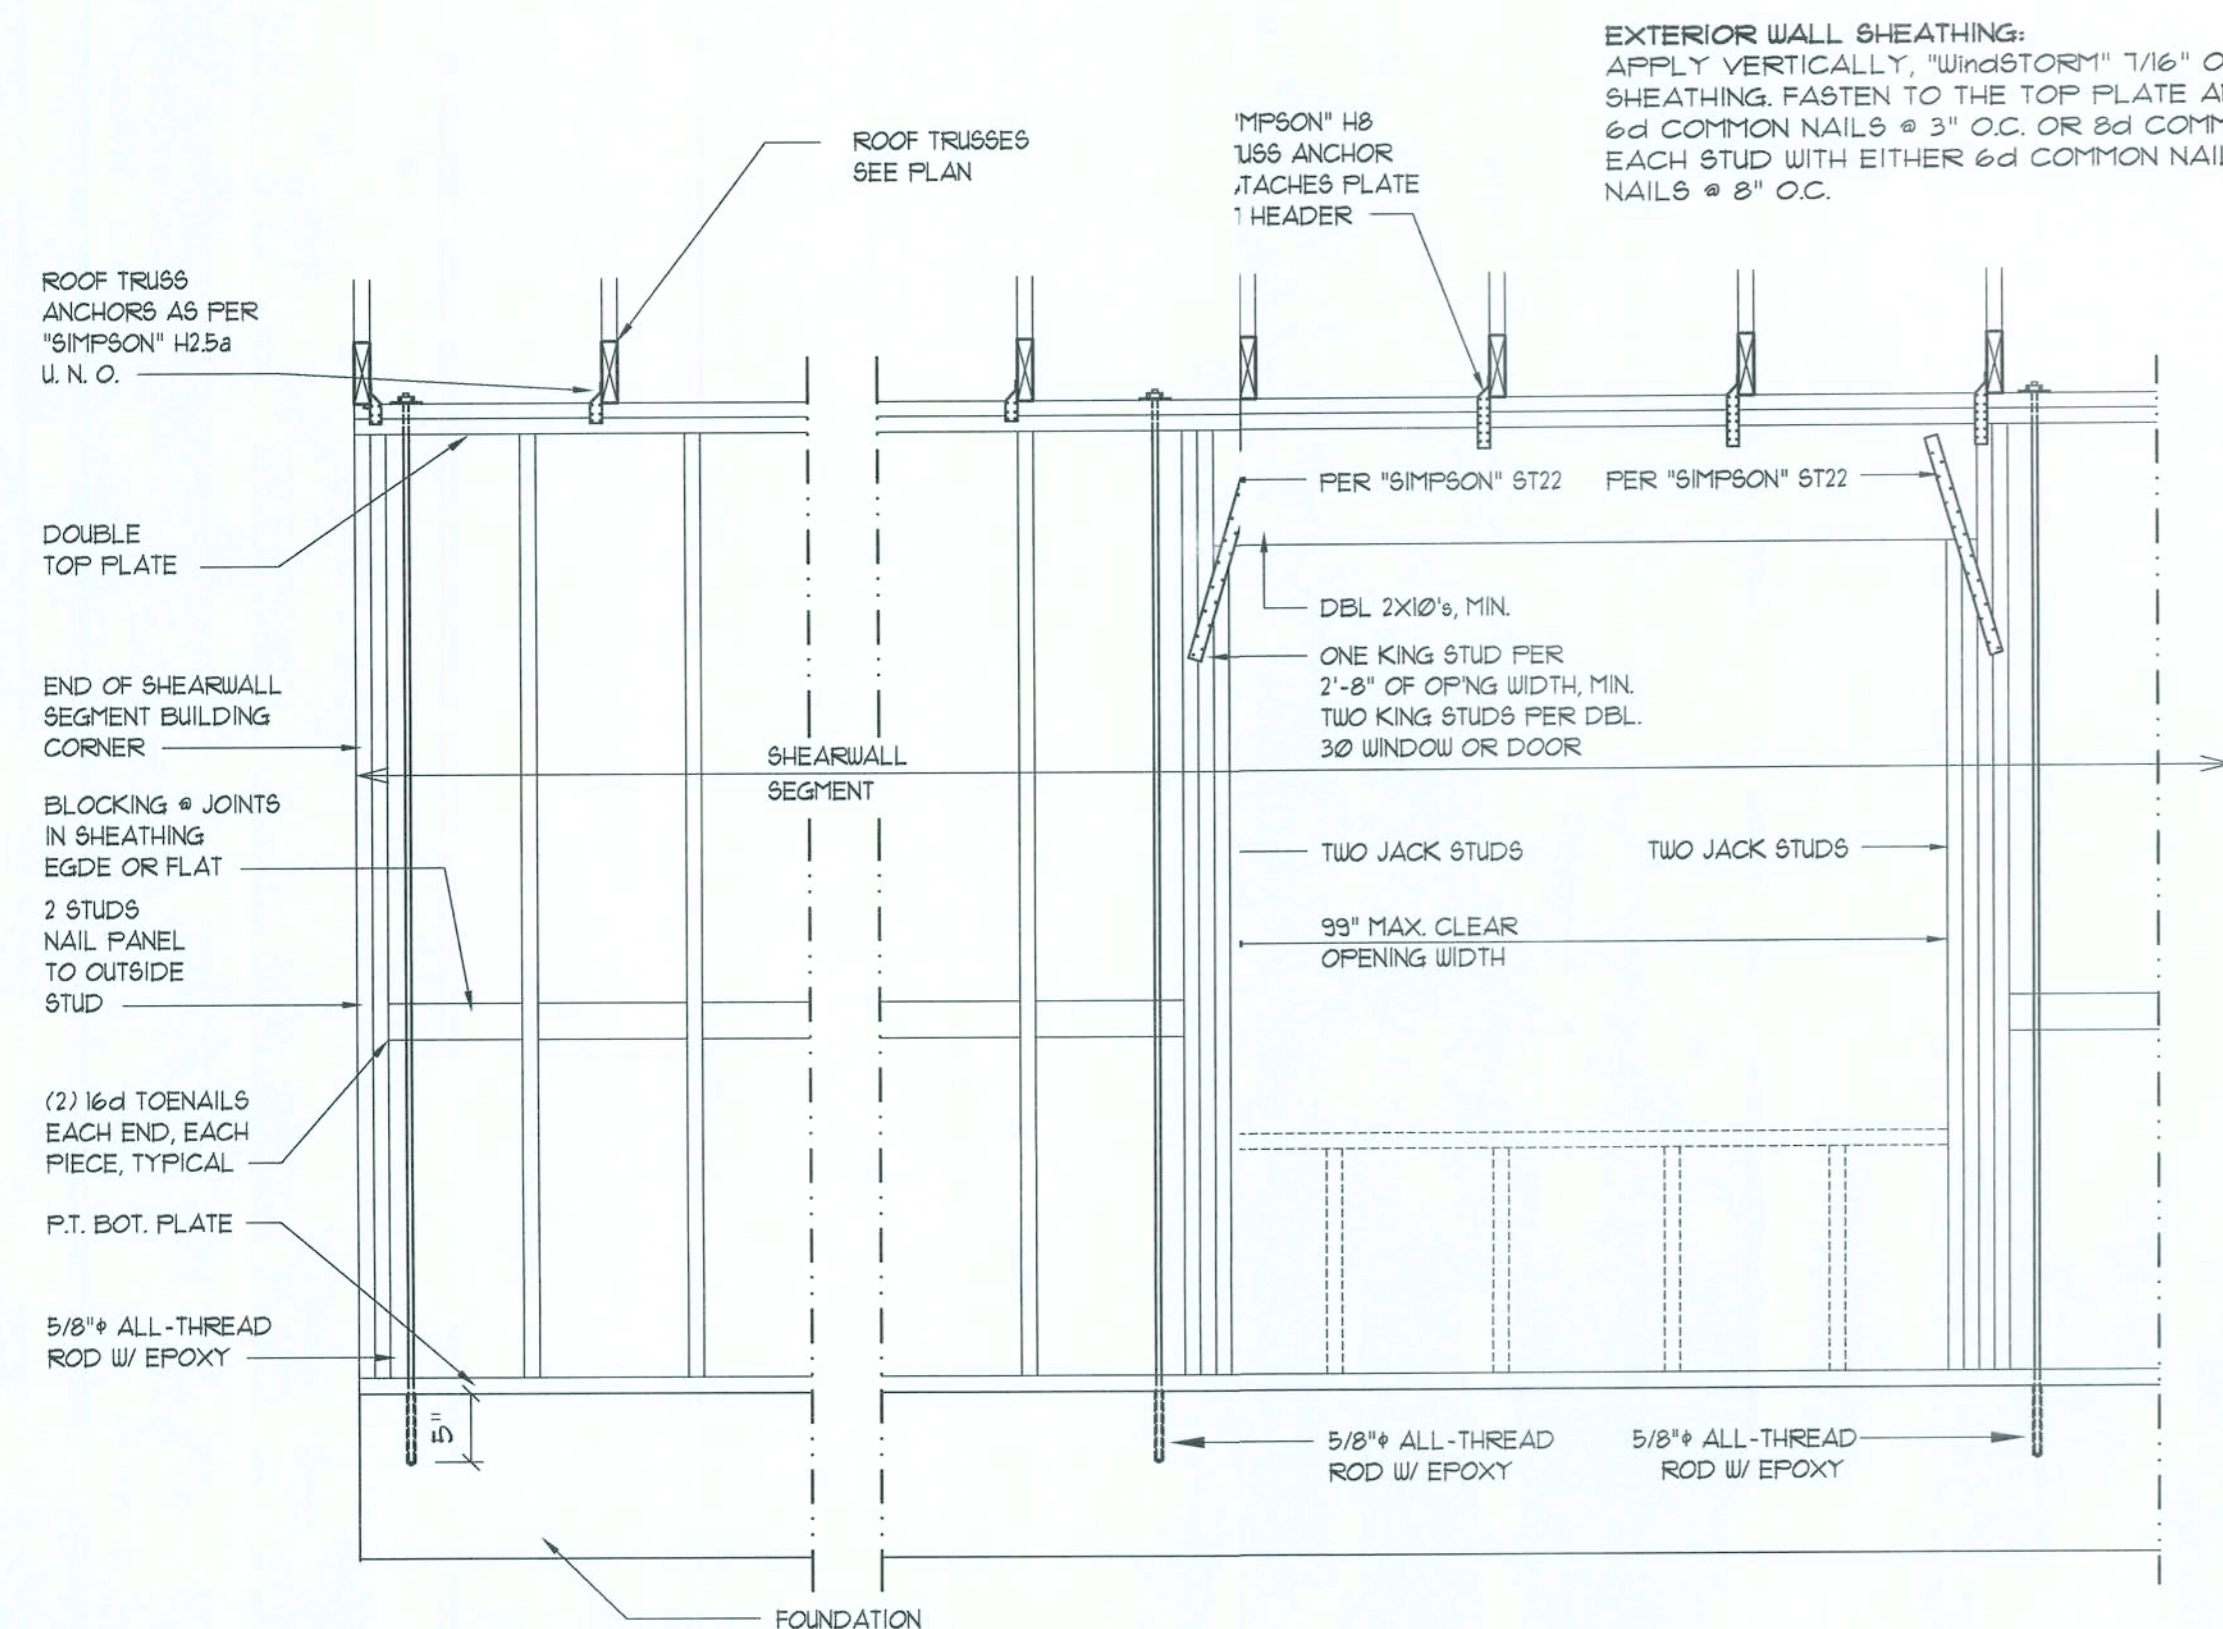 EXTERIOR WALL SHEATHING:
APPLY VERTICALLY, "WindSTORM" 7/16"
SHEATHING. FASTEN TO THE TOP PLATE
6d COMMON NAILS @ 3" O.C. OR 8d
EACH STUD WITH EITHER 6d COMMON
NAILS @ 8" O.C.
ROOF TRUSSES
SEE PLAN
H8
ANCHOR
PLATE
HEADER
ROOF TRUSS
ANCHORS AS PER
"SIMPSON" H2.5a
U. N. O.
DOUBLE
TOP PLATE
PER "SIMPSON" ST22
PER "SIMPSON" ST22
DBL 2X10's, MIN.
ONE KING STUD PER
2'-8" OF OP'NG WIDTH, MIN.
TWO KING STUDS PER DBL.
30 WINDOW OR DOOR
END OF SHEARWALL
SEGMENT BUILDING
CORNER
SHEARWALL
SEGMENT
BLOCKING @ JOINTS
IN SHEATHING
EGDE OR FLAT
TWO JACK STUDS
TWO JACK STUDS
2 STUDS
NAIL PANEL
TO OUTSIDE
STUD
99" MAX. CLEAR
OPENING WIDTH
(2) 16d TOENAILS
EACH END, EACH
PIECE, TYPICAL
P.T. BOT. PLATE
5/8"φ ALL-THREAD
ROD W/ EPOXY
5"
5/8"φ ALL-THREAD
ROD W/ EPOXY
5/8"φ ALL-THREAD
ROD W/ EPOXY
FOUNDATION